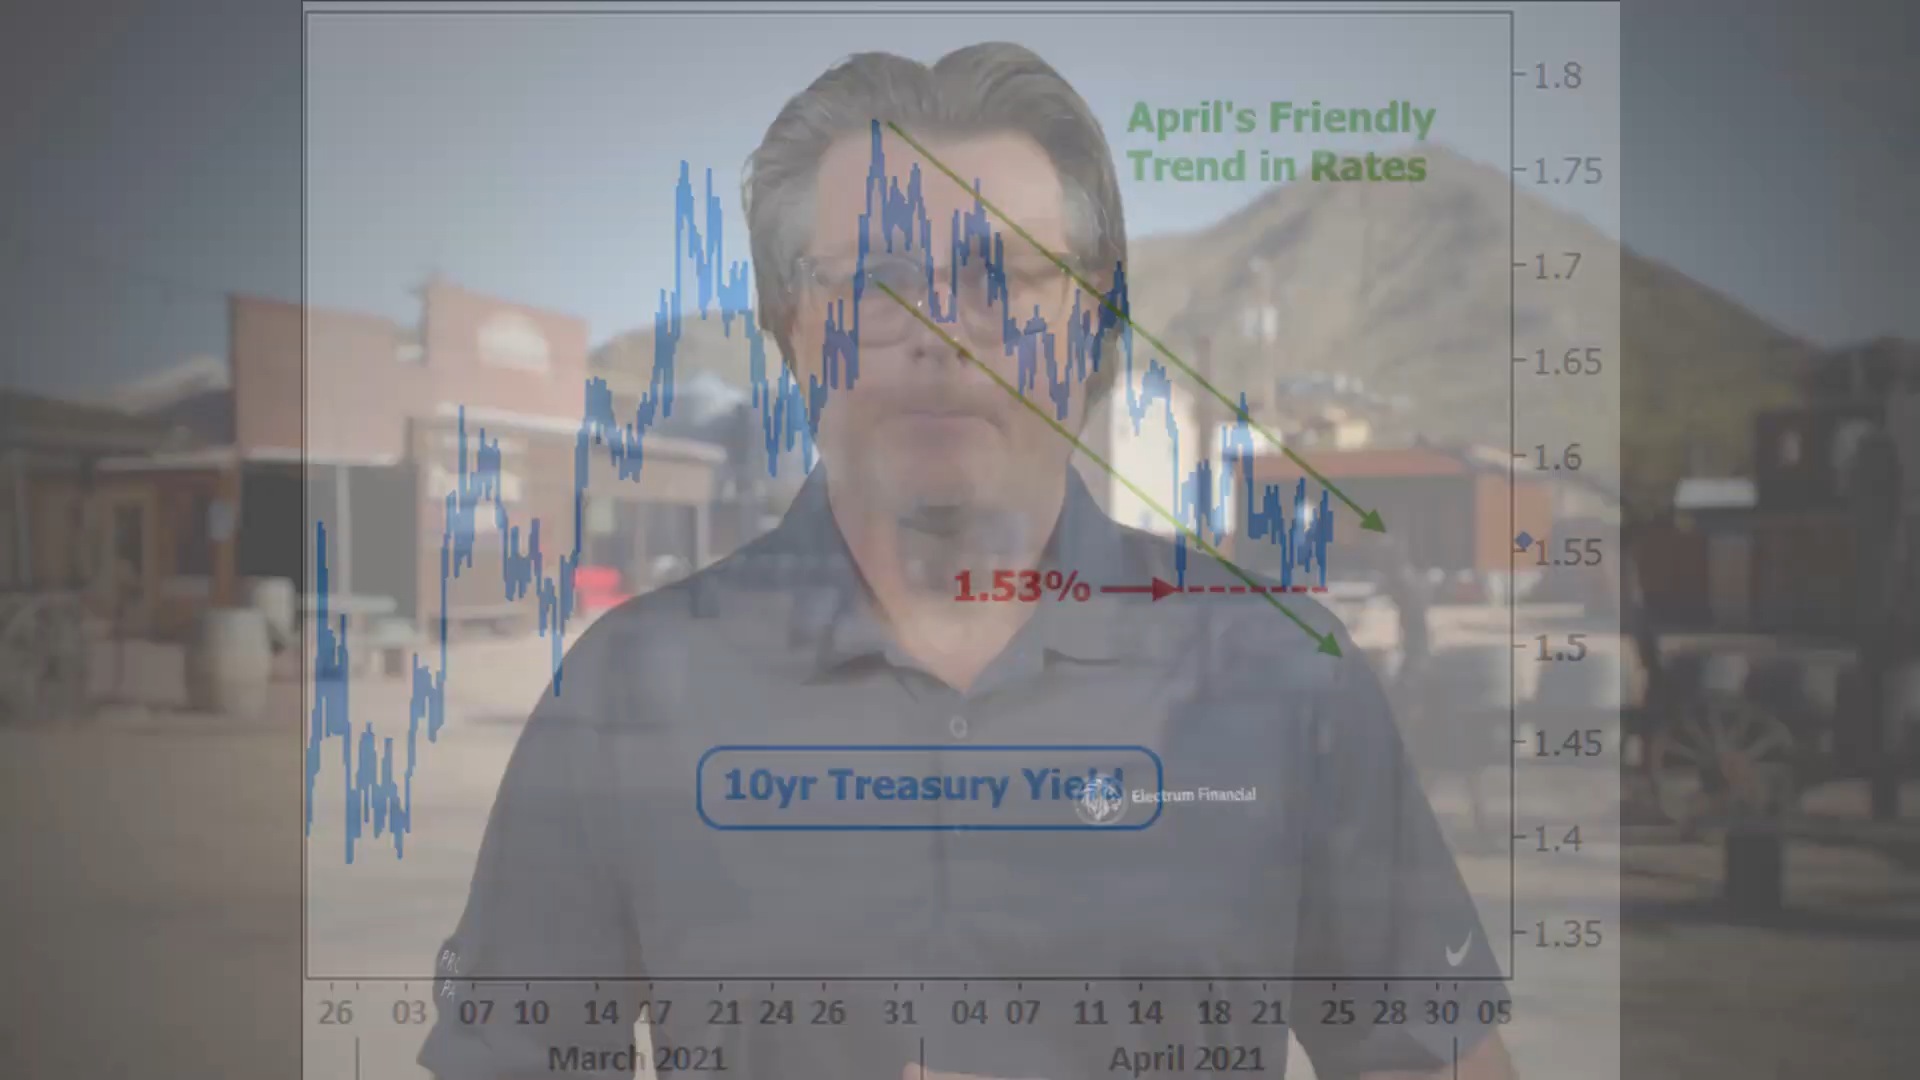 1.8
April's Friendly
Trend in Rates
1.75
1.7
1.65
1.6
1.55
1.53%
1.5
1.45
10yr Treasury Yield
Electrum Financial
1.4
1.35
26 03 07 10 14 17 21 24 26 31 04 07 11 14 18 21 25 28 30 05
March 2021 April 2021